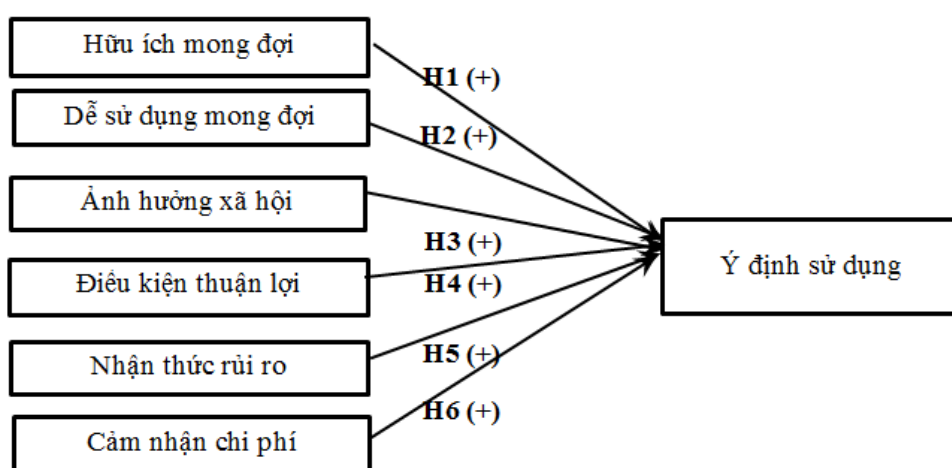 Hữu ích mong đợi
H1 (+)
Dễ sử dụng mong đợi
H2 (+)
Ảnh hưởng xã hội
H3 (+)
Ý định sử dụng
Điều kiện thuận lợi
H4 (+)
Nhận thức rủi ro
H5 (+)
H6 (+)
Cảm nhận chi phí